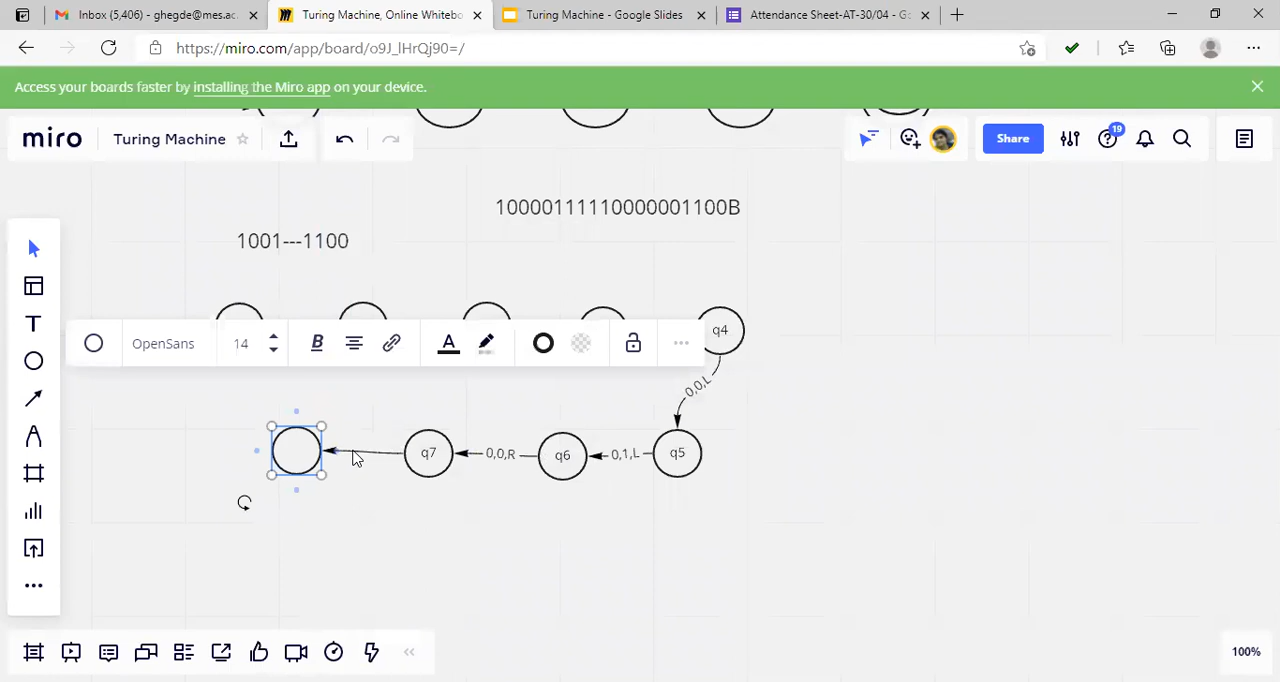 Inbox (5,406) - ghegde@mes.ac. Turing Machine, Online Whitebo Turing Machine - Google Slides Attendance Sheet-AT-30/04 - Go
https://miro.com/app/board/o9J_lHrQj90=/
Access your boards faster by installing the Miro app on your device.
miro Turing Machine Share 19
10000111110000001100B
1001---1100
OpenSans 14 B A q4
0,0,L
q7 0,0,R q6 0,1,L q5
100%